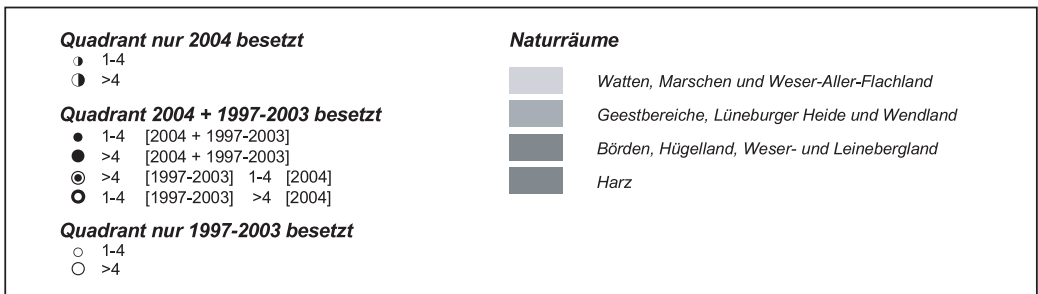 Quadrant nur 2004 besetzt
1-4
>4
Quadrant 2004 + 1997-2003 besetzt
1-4 [2004 + 1997-2003]
>4 [2004 + 1997-2003]
>4 [1997-2003] 1-4 [2004]
1-4 [1997-2003] >4 [2004]
Quadrant nur 1997-2003 besetzt
1-4
>4
Naturräume
Watten, Marschen und Weser-Aller-Flachland
Geestbereiche, Lüneburger Heide und Wendland
Börden, Hügelland, Weser- und Leinebergland
Harz